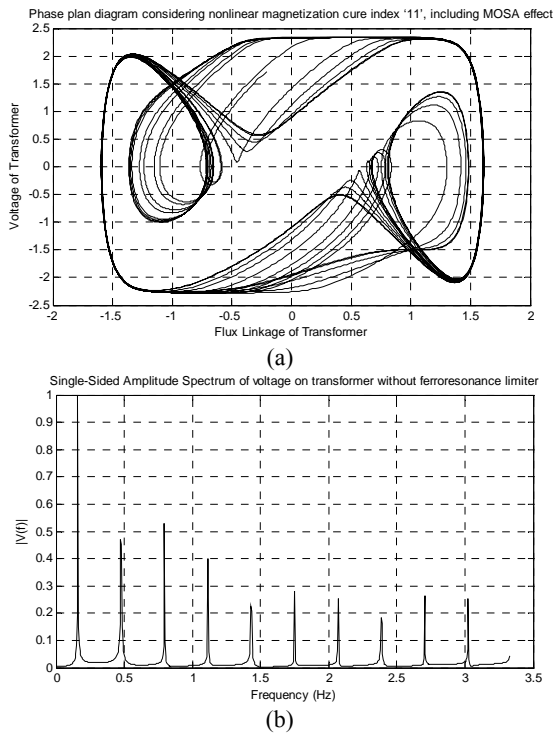 Phase plan diagram considering nonlinear magnetization cure index '11', including MOSA effect
2.5
2
1.5
1
0.5
0
-0.5
-1
-1.5
-2
-2.5
Voltage of Transformer
-2 -1.5 -1 -0.5 0 0.5 1 1.5 2
Flux Linkage of Transformer
(a)
Single-Sided Amplitude Spectrum of voltage on transformer without ferroresonance limiter
1
0.9
0.8
0.7
0.6
0.5
0.4
0.3
0.2
0.1
0
|V(f)|
0 0.5 1 1.5 2 2.5 3 3.5
Frequency (Hz)
(b)